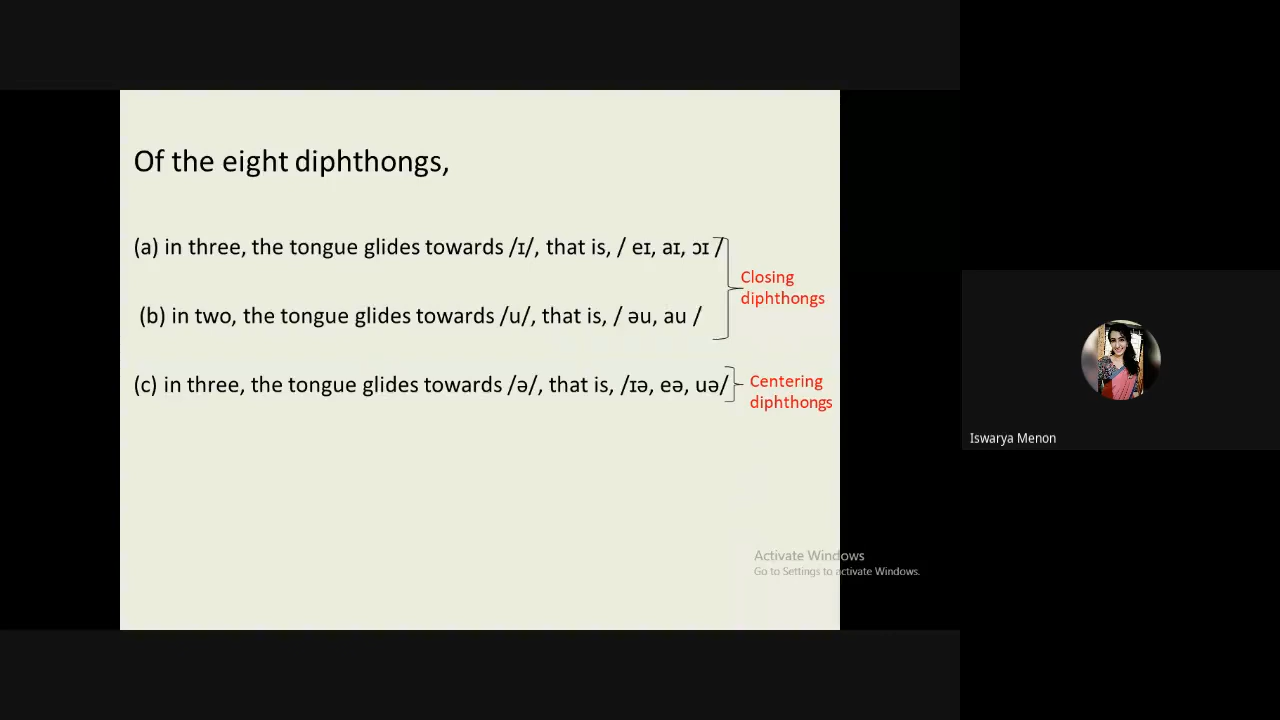 Of the eight diphthongs,
(a) in three, the tongue glides towards /ɪ/, that is, / eɪ, aɪ, ɔɪ /
Closing
diphthongs
(b) in two, the tongue glides towards /u/, that is, / əu, au /
(c) in three, the tongue glides towards /ə/, that is, /ɪə, eə, uə/
Centering
diphthongs
Iswarya Menon
Activate Windows
Go to Settings to activate Windows.